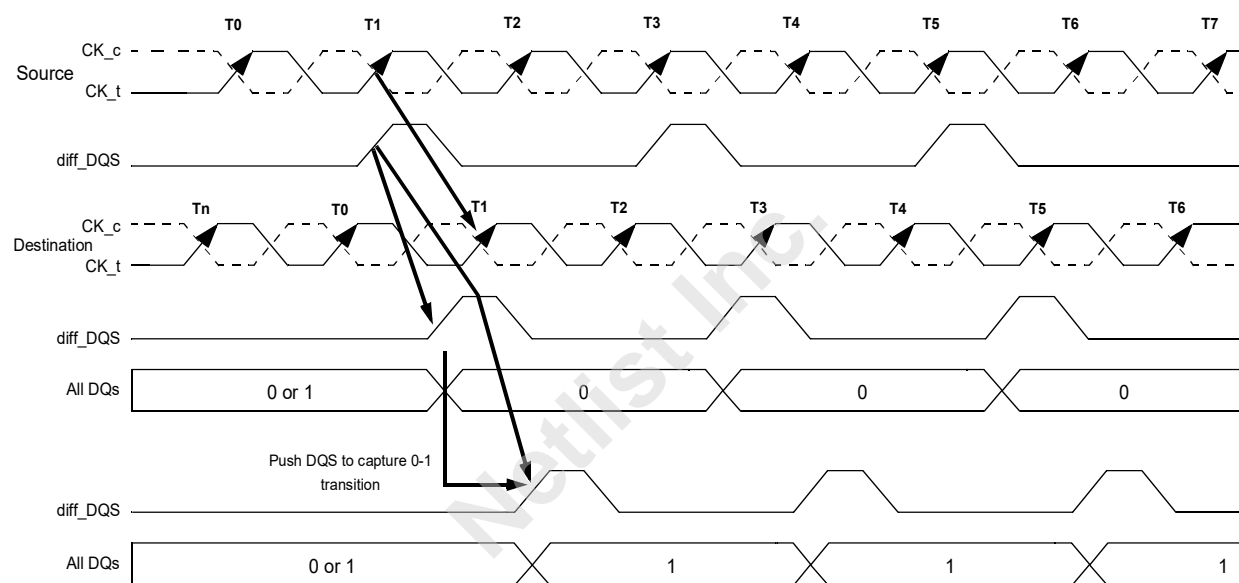 T0 T1 T2 T3 T4 T5 T6 T7
CK_c
Source
CK_t
diff_DQS
Tn T0 T1 T2 T3 T4 T5 T6
CK_c
Destination
CK_t
diff_DQS
All DQs 0 or 1 0 0 0
Push DQS to capture 0-1
transition
diff_DQS
All DQs 0 or 1 1 1 1
Netlist Inc.